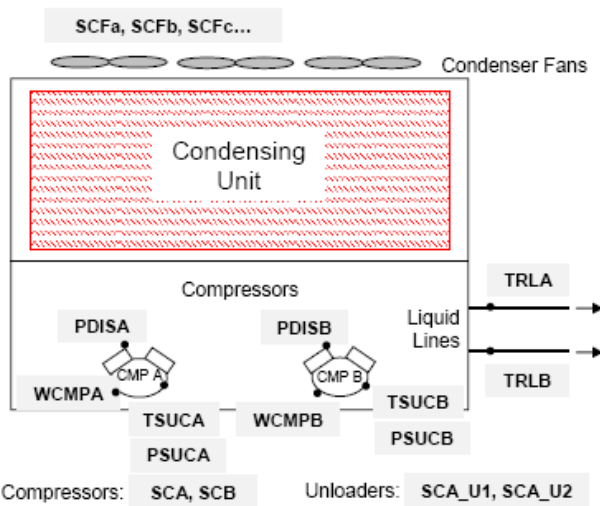 SCFa, SCFb, SCFc...
Condenser Fans
Condensing
Unit
Compressors
TRLA
PDISA
PDISB
Liquid
Lines
CMP A
CMP B
TRLB
WCMPA
TSUCA
WCMPB
TSUCB
PSUCA
PSUCB
Compressors: SCA, SCB
Unloaders: SCA_U1, SCA_U2